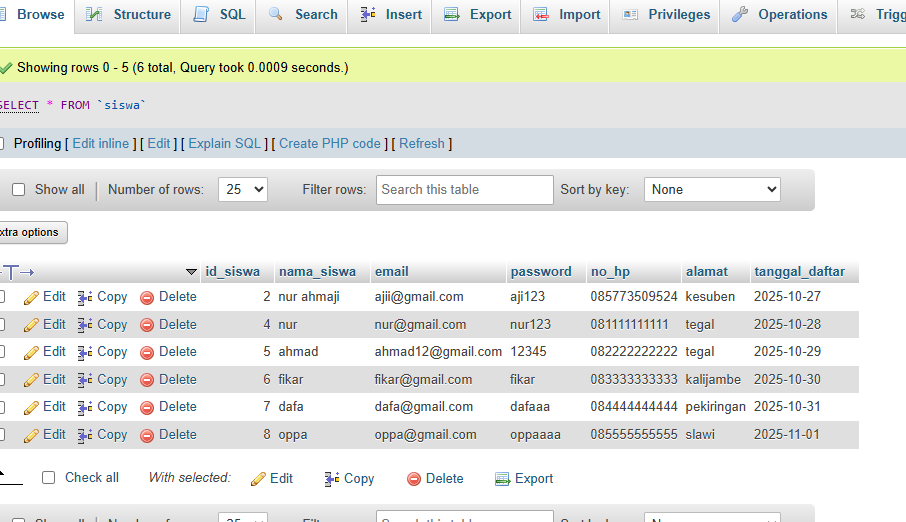 Browse Structure SQL Search Insert Export Import Privileges Operations
Showing rows 0 - 5 (6 total, Query took 0.0009 seconds.)
SELECT * FROM `siswa`
Profiling [ Edit inline ] [ Edit ] [ Explain SQL ] [ Create PHP code ] [ Refresh ]
Show all Number of rows: 25 Filter rows: Search this table Sort by key: None
xtra options
id_siswa nama_siswa email password no_hp alamat tanggal_daftar
Edit Copy Delete 2 nur ahmaji ajii@gmail.com aji123 085773509524 kesuben 2025-10-27
Edit Copy Delete 4 nur nur@gmail.com nur123 081111111111 tegal 2025-10-28
Edit Copy Delete 5 ahmad ahmad12@gmail.com 12345 082222222222 tegal 2025-10-29
Edit Copy Delete 6 fikar fikar@gmail.com fikar 083333333333 kalijambe 2025-10-30
Edit Copy Delete 7 dafa dafa@gmail.com dafaaa 084444444444 pekiringan 2025-10-31
Edit Copy Delete 8 oppa oppa@gmail.com oppaaaa 085555555555 slawi 2025-11-01
Check all With selected: Edit Copy Delete Export